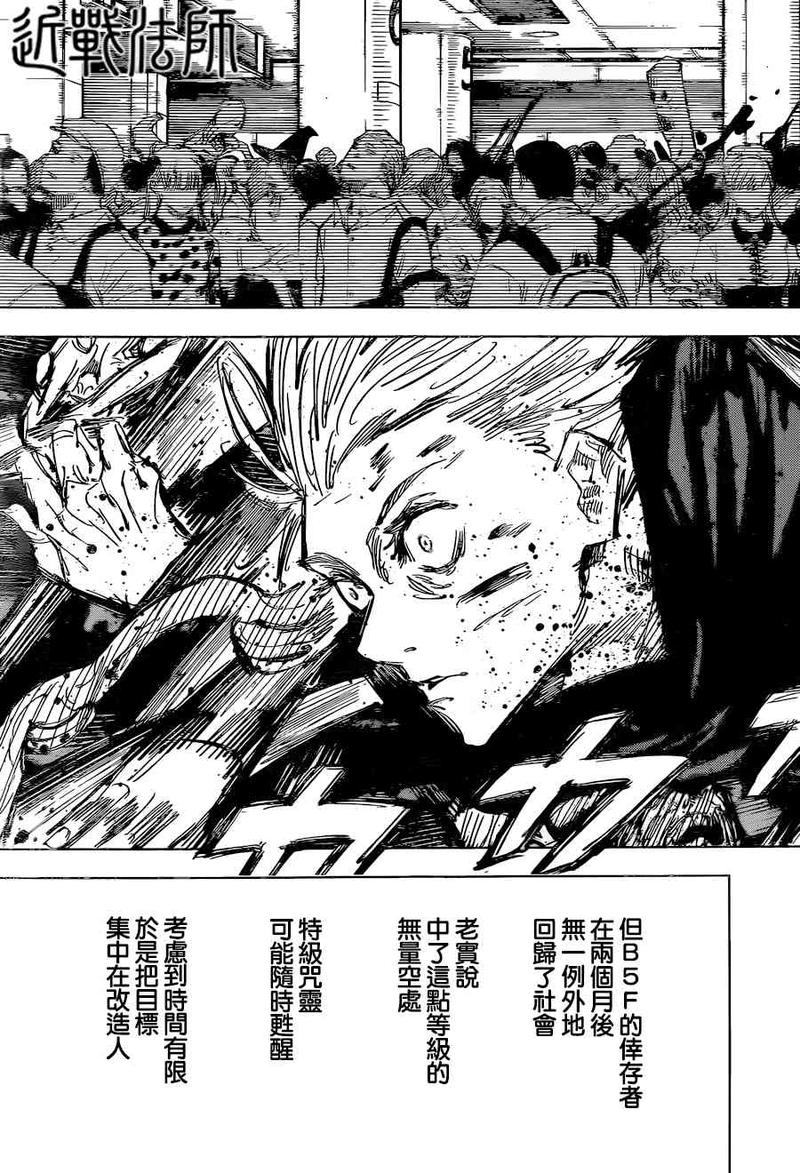 近戰法師
カカカ
但B5F的倖存者
在兩個月後
無一例外地
回歸了社會
老實說
中了這點等級的
無量空處
特級咒靈
可能隨時甦醒
考慮到時間有限
於是把目標
集中在改造人